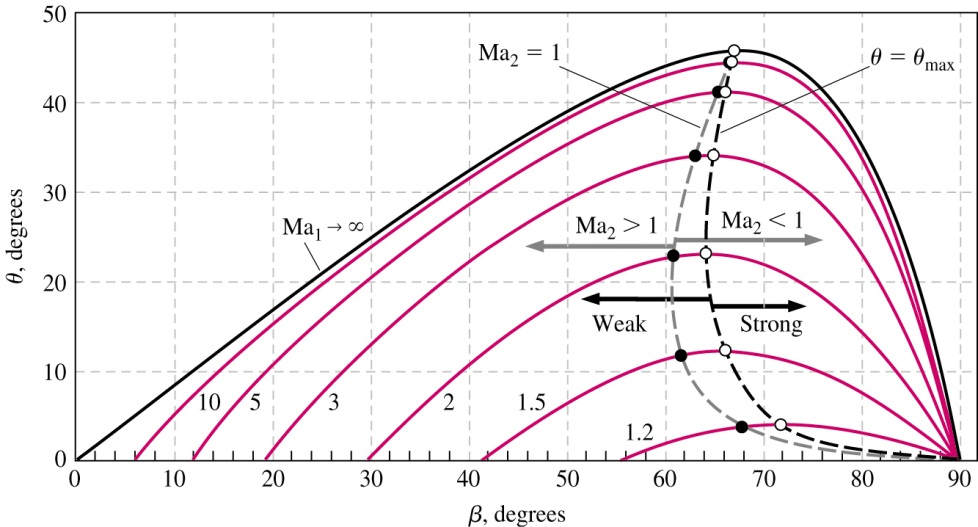 50
40
30
20
10
0
θ, degrees
Ma₂ = 1
θ = θmax
Ma₁ → ∞
Ma₂ > 1
Ma₂ < 1
Weak
Strong
10
5
3
2
1.5
1.2
0
10
20
30
40
50
60
70
80
90
β, degrees